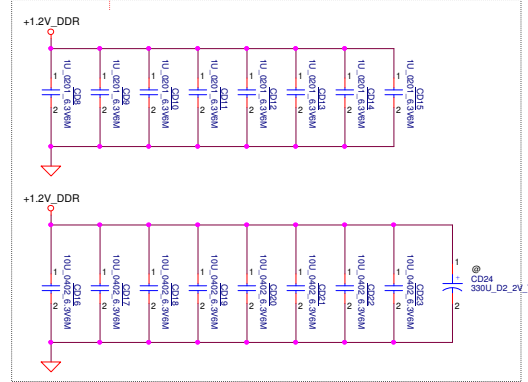 +1.2V_DDR
1
2
1U_0201_6.3V6M
CD8
1
2
1U_0201_6.3V6M
CD9
1
2
1U_0201_6.3V6M
CD10
1
2
1U_0201_6.3V6M
CD11
1
2
1U_0201_6.3V6M
CD12
1
2
1U_0201_6.3V6M
CD13
1
2
1U_0201_6.3V6M
CD14
1
2
1U_0201_6.3V6M
CD15
+1.2V_DDR
1
2
10U_0402_6.3V6M
CD16
1
2
10U_0402_6.3V6M
CD17
1
2
10U_0402_6.3V6M
CD18
1
2
10U_0402_6.3V6M
CD19
1
2
10U_0402_6.3V6M
CD20
1
2
10U_0402_6.3V6M
CD21
1
2
10U_0402_6.3V6M
CD22
1
2
10U_0402_6.3V6M
CD23
1
+
2
@
CD24
330U_D2_2V_